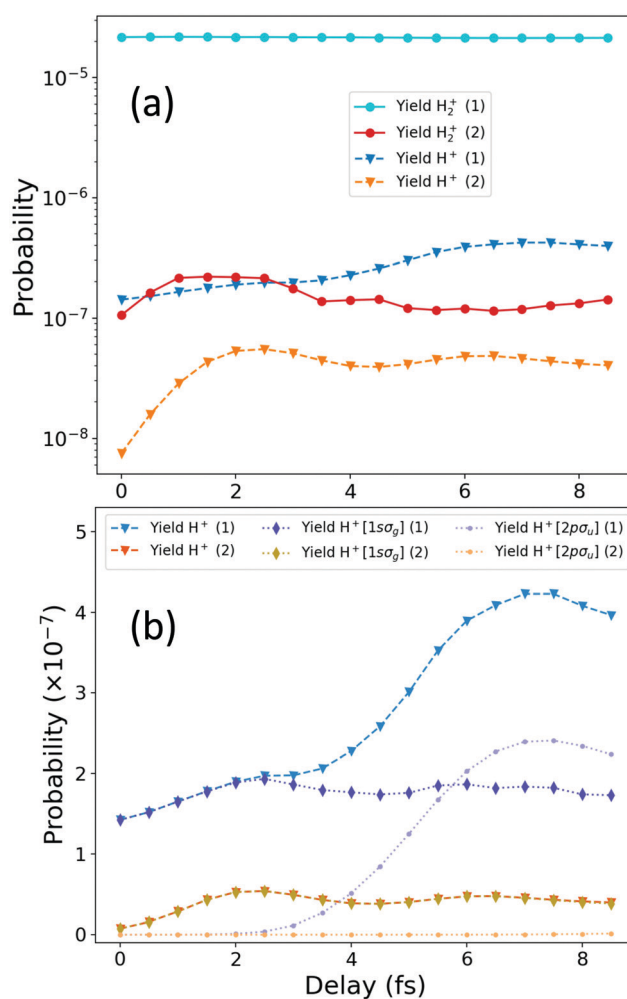 10⁻⁵
(a)
Yield H₂⁺ (1)
Yield H₂⁺ (2)
Yield H⁺ (1)
Yield H⁺ (2)
10⁻⁶
Probability
10⁻⁷
10⁻⁸
0 2 4 6 8
Yield H⁺ (1) Yield H⁺[1sσg] (1) Yield H⁺[2pσu] (1)
Yield H⁺ (2) Yield H⁺[1sσg] (2) Yield H⁺[2pσu] (2)
5
(b)
4
3
Probability (×10⁻⁷)
2
1
0
0 2 4 6 8
Delay (fs)